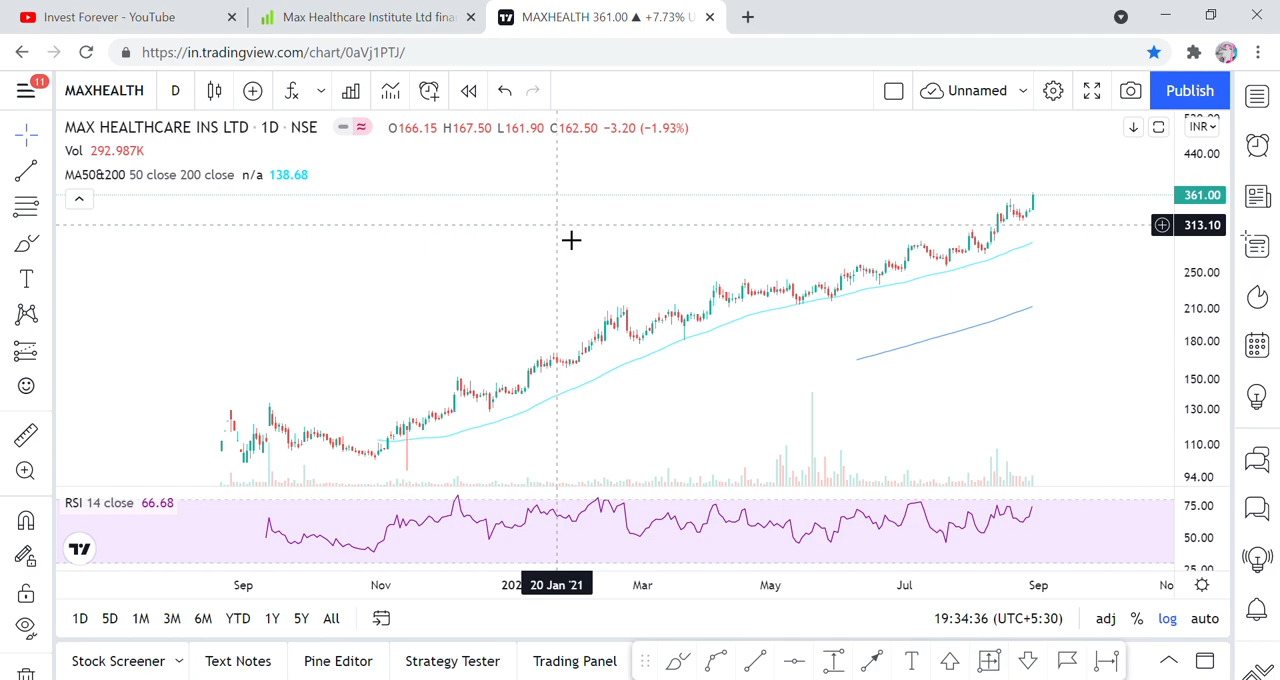 Invest Forever - YouTube
Max Healthcare Institute Ltd fina
MAXHEALTH 361.00 ▲ +7.73% U
https://in.tradingview.com/chart/0aVj1PTJ/
11
MAXHEALTH
D
Unnamed
Publish
MAX HEALTHCARE INS LTD · 1D · NSE
O166.15 H167.50 L161.90 C162.50 −3.20 (−1.93%)
INR
Vol 292.987K
MA50&200 50 close 200 close n/a 138.68
440.00
361.00
313.10
250.00
210.00
180.00
150.00
130.00
110.00
94.00
RSI 14 close 66.68
75.00
50.00
25.00
Sep
Nov
202
20 Jan '21
Mar
May
Jul
Sep
No
1D 5D 1M 3M 6M YTD 1Y 5Y All
19:34:36 (UTC+5:30)
adj % log auto
Stock Screener
Text Notes
Pine Editor
Strategy Tester
Trading Panel